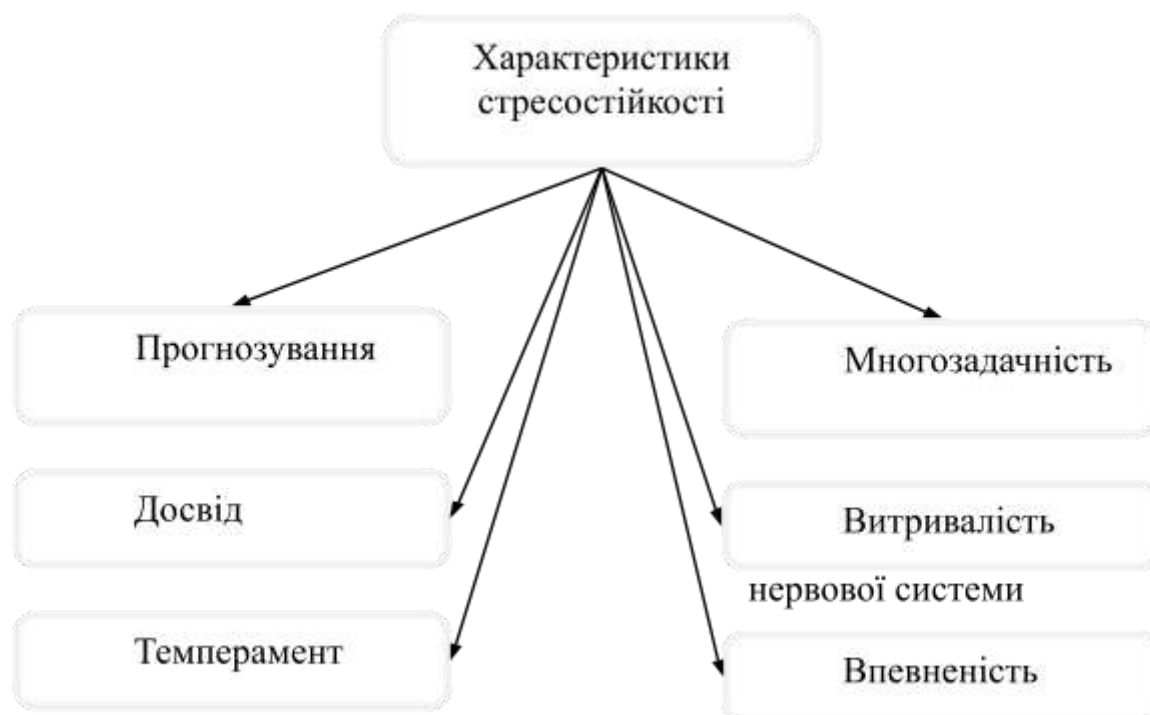 Характеристики
стресостійкості
Прогнозування
Многозадачність
Досвід
Витривалість
нервової системи
Темперамент
Впевненість